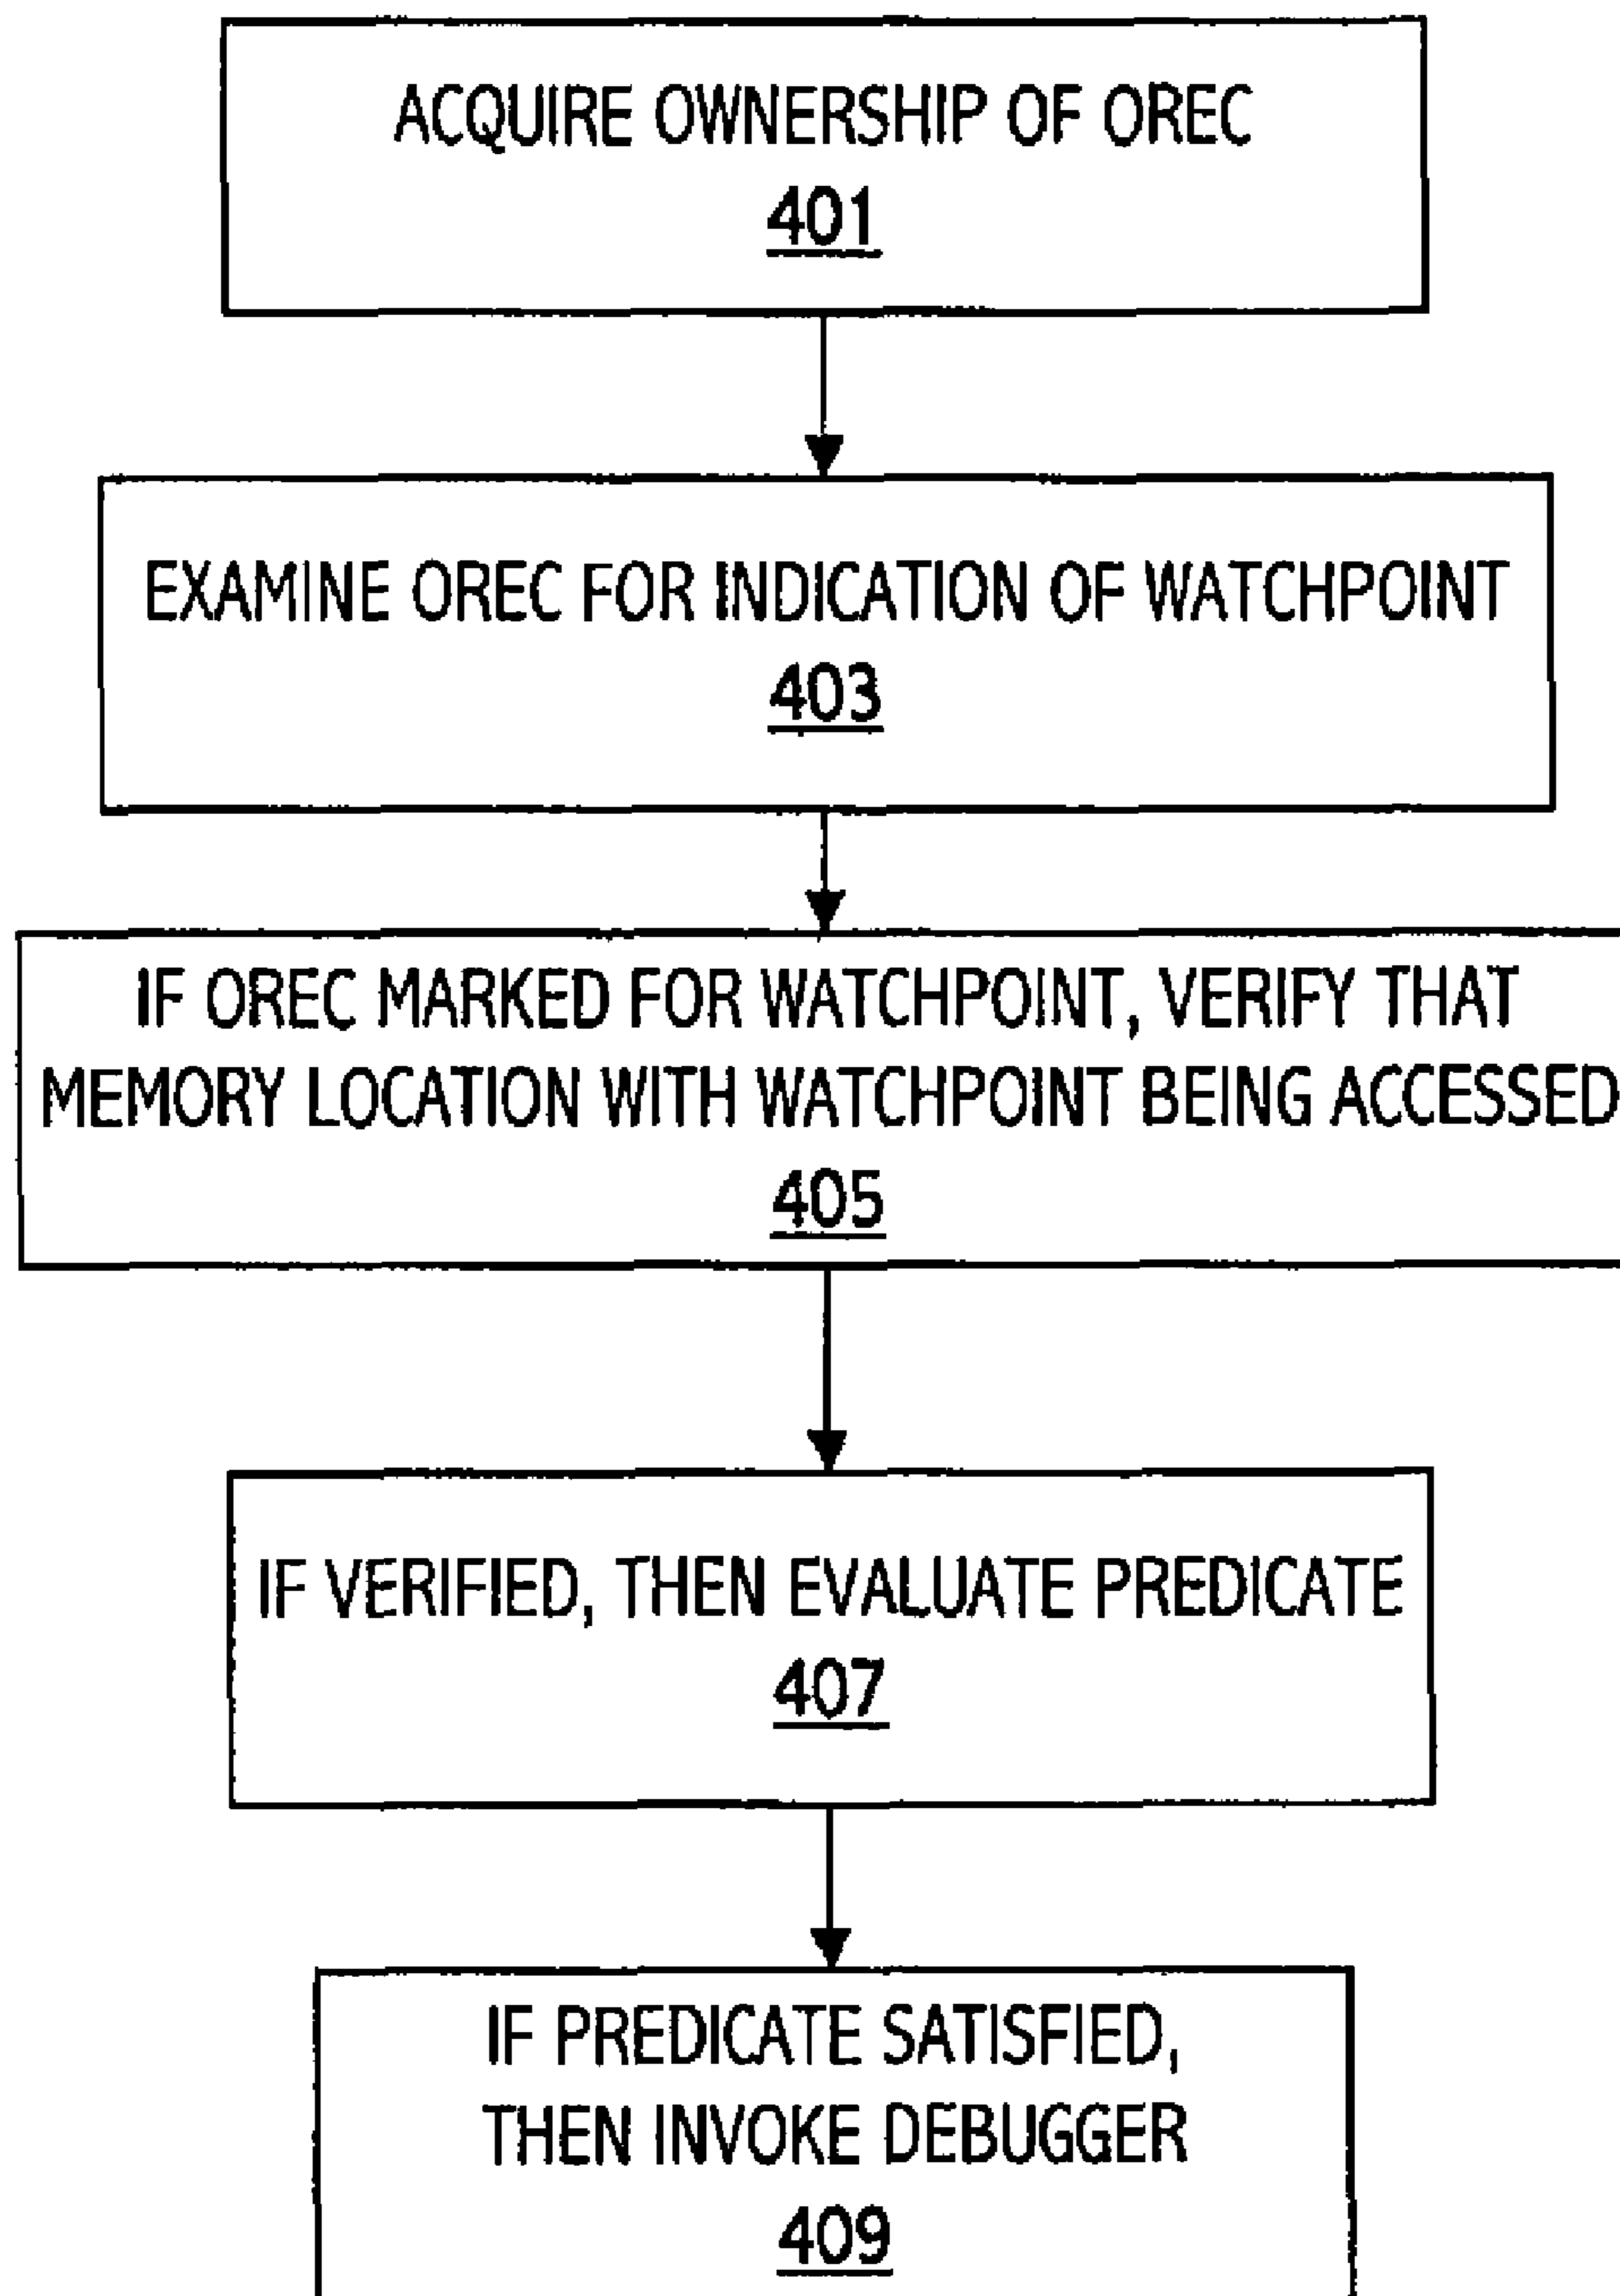 ACQUIRE OWNERSHIP OF OREC
401
EXAMINE OREC FOR INDICATION OF WATCHPOINT
403
IF OREC MARKED FOR WATCHPOINT, VERIFY THAT
MEMORY LOCATION WITH WATCHPOINT BEING ACCESSED
405
IF VERIFIED, THEN EVALUATE PREDICATE
407
IF PREDICATE SATISFIED,
THEN INVOKE DEBUGGER
409